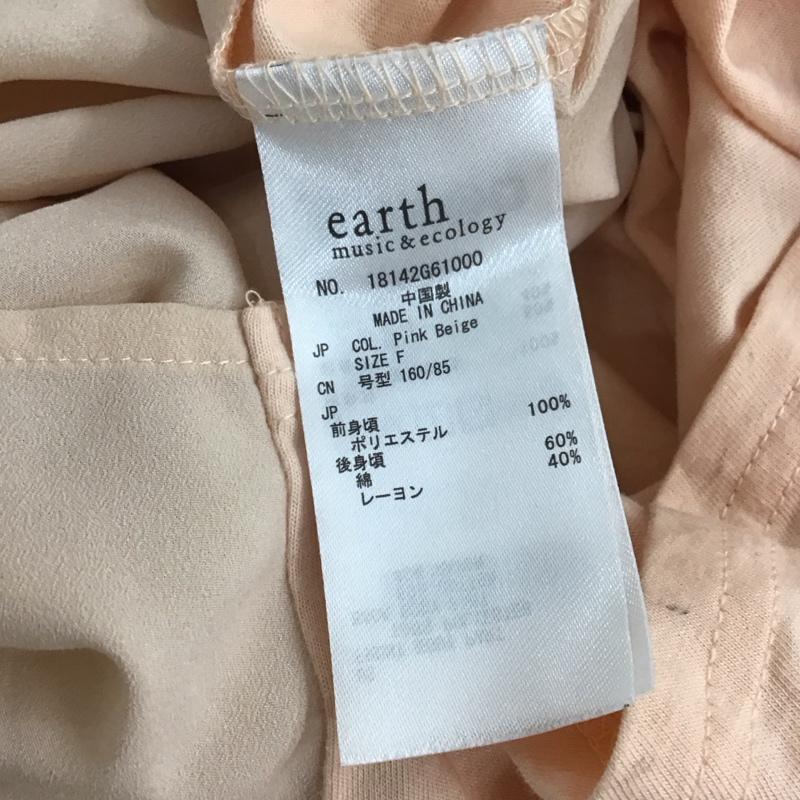 earth
music & ecology
NO. 18142G61000
中国製
MADE IN CHINA
JP COL. Pink Beige
SIZE F
CN 号型 160/85
JP
前身頃
ポリエステル 100%
後身頃
綿 60%
レーヨン 40%